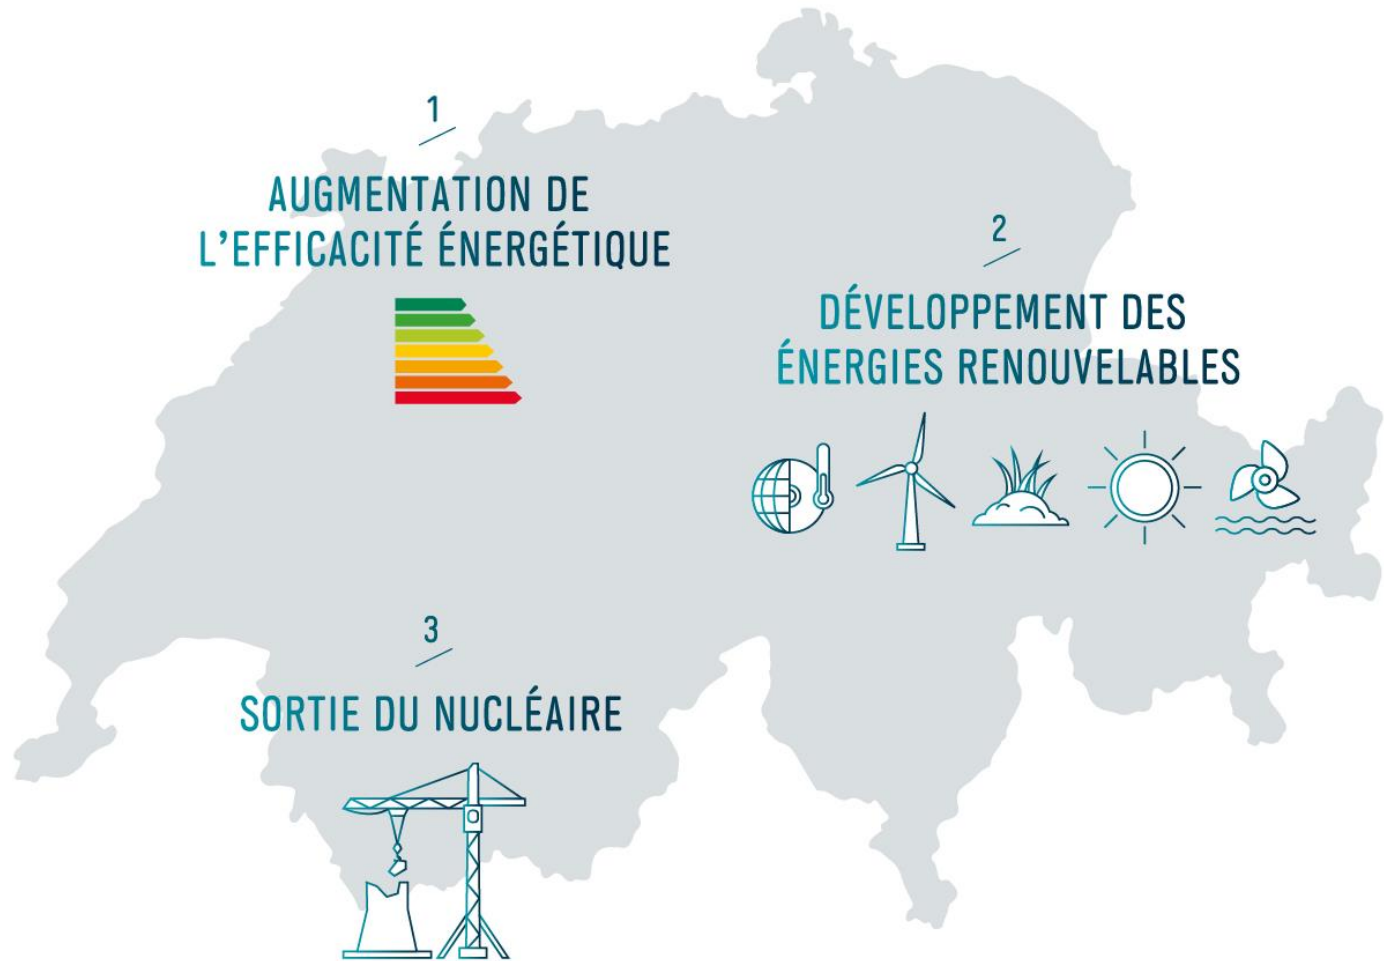 1
AUGMENTATION DE
L'EFFICACITÉ ÉNERGÉTIQUE
2
DÉVELOPPEMENT DES
ÉNERGIES RENOUVELABLES
3
SORTIE DU NUCLÉAIRE